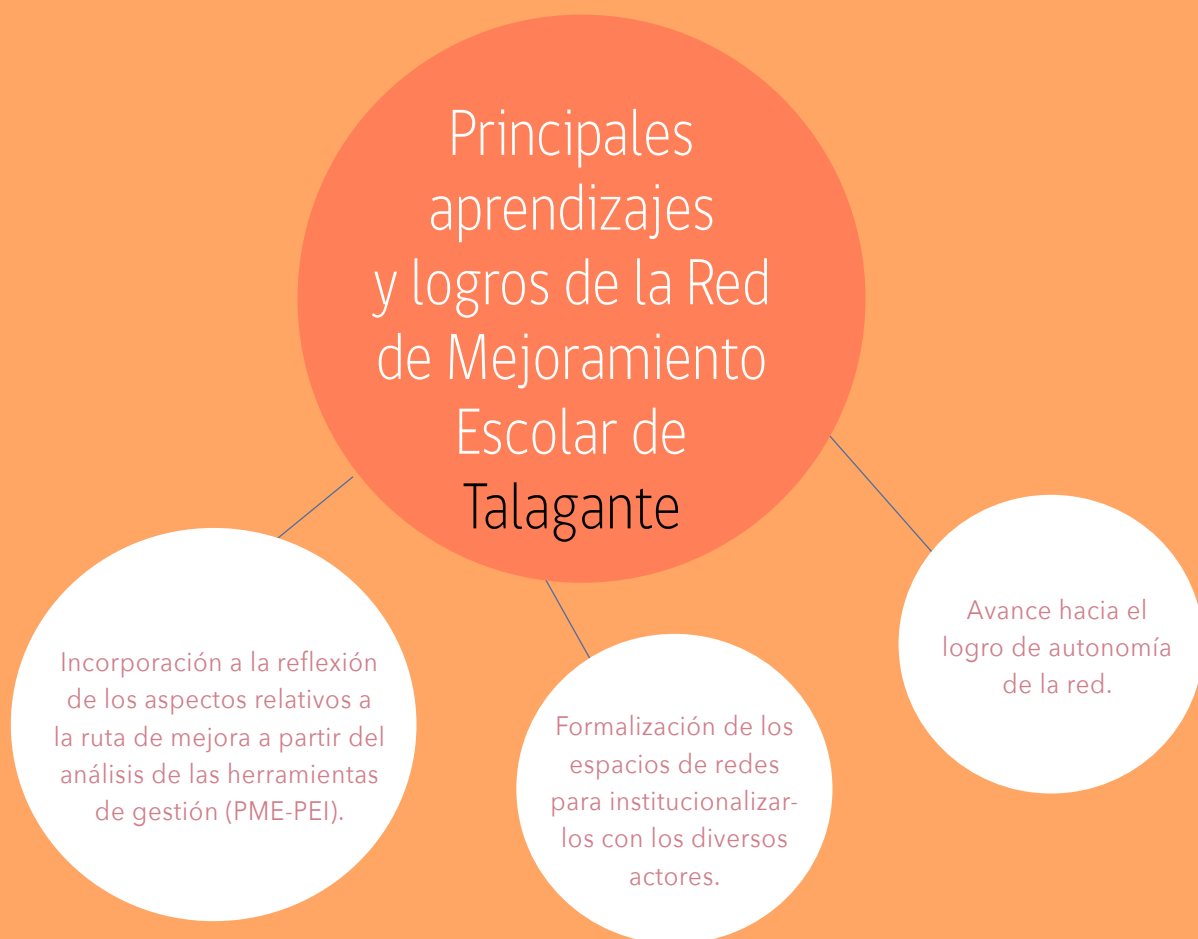 Principales
aprendizajes
y logros de la Red
de Mejoramiento
Escolar de
Talagante
Incorporación a la reflexión
de los aspectos relativos a
la ruta de mejora a partir del
análisis de las herramientas
de gestión (PME-PEI).
Formalización de los
espacios de redes
para institucionalizar-
los con los diversos
actores.
Avance hacia el
logro de autonomía
de la red.